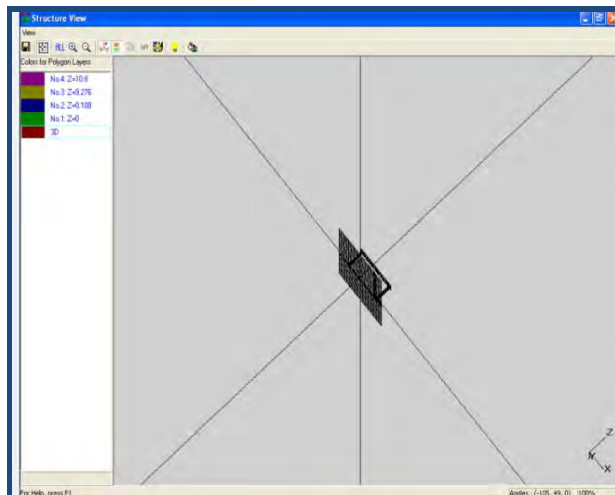 Structure View
View
ALL
Colors for Polygon Layers
No.4: Z=10.6
No.3: Z=9.276
No.2: Z=0.108
No.1: Z=0
3D
Z
X
For Help, press F1
Angles : (-105, 49, 0) 100%